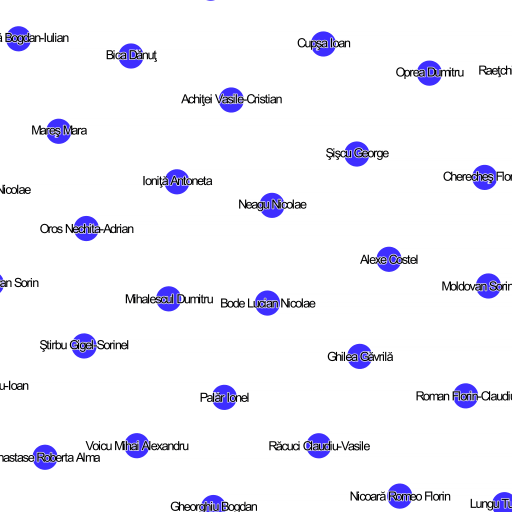 ă Bogdan-Iulian
Cupşa Ioan
Bica Dănuţ
Oprea Dumitru
Raeţchi
Achiţei Vasile-Cristian
Mareş Mara
Şişcu George
Cherecheş Flor
Ioniţă Antoneta
Nicolae
Neagu Nicolae
Oros Nechita-Adrian
Alexe Costel
an Sorin
Moldovan Sorin
Mihalescul Dumitru
Bode Lucian Nicolae
Ştirbu Gigel-Sorinel
Ghilea Găvrilă
u-Ioan
Palăr Ionel
Roman Florin-Claudiu
Voicu Mihai Alexandru
Răcuci Claudiu-Vasile
nastase Roberta Alma
Nicoară Romeo Florin
Lungu Tu
Gheorghiu Bogdan